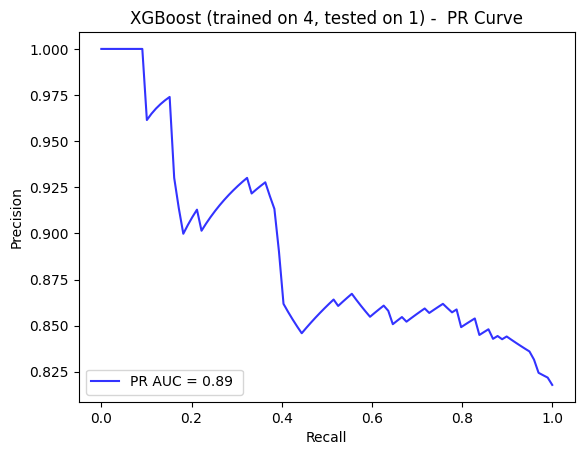 XGBoost (trained on 4, tested on 1) -  PR Curve
1.000
0.975
0.950
0.925
0.900
0.875
0.850
0.825
Precision
PR AUC = 0.89
0.0 0.2 0.4 0.6 0.8 1.0
Recall